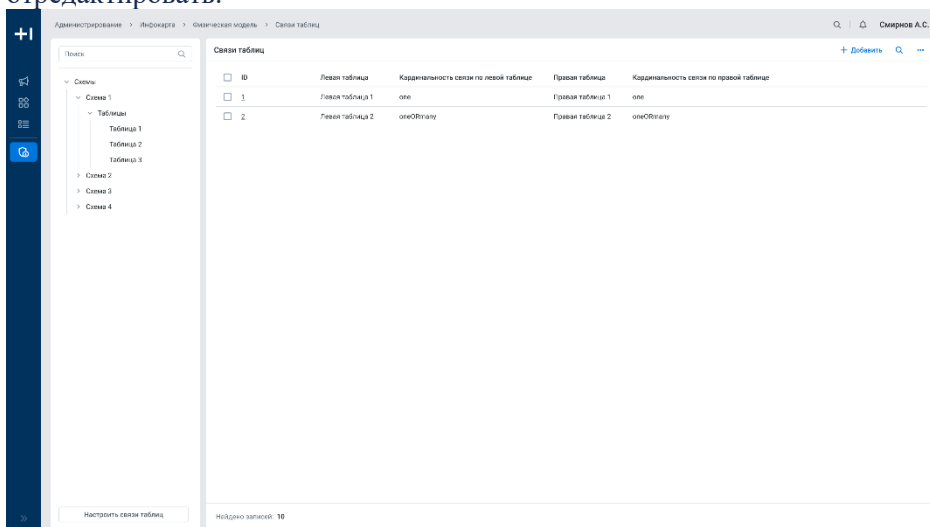 отредактировать.
Администрирование > Инфокарта > Физическая модель > Связи таблиц
Смирнов А.С.
Поиск
Схемы
Схема 1
Таблицы
Таблица 1
Таблица 2
Таблица 3
Схема 2
Схема 3
Схема 4
Настроить связи таблиц
Связи таблиц
+ Добавить
ID Левая таблица Кардинальность связи по левой таблице Правая таблица Кардинальность связи по правой таблице
1 Левая таблица 1 one Правая таблица 1 one
2 Левая таблица 2 oneORmany Правая таблица 2 oneORmany
Найдено записей: 10